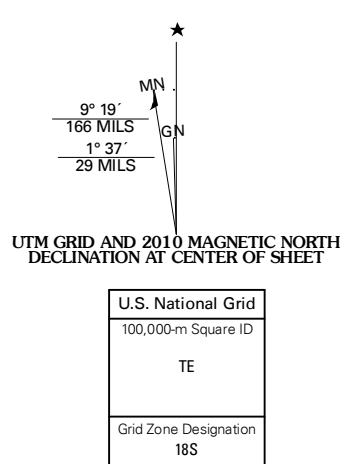 ★
MN
9° 19´
166 MILS
GN
1° 37´
29 MILS
UTM GRID AND 2010 MAGNETIC NORTH
DECLINATION AT CENTER OF SHEET
U.S. National Grid
100,000-m Square ID
TE
Grid Zone Designation
18S